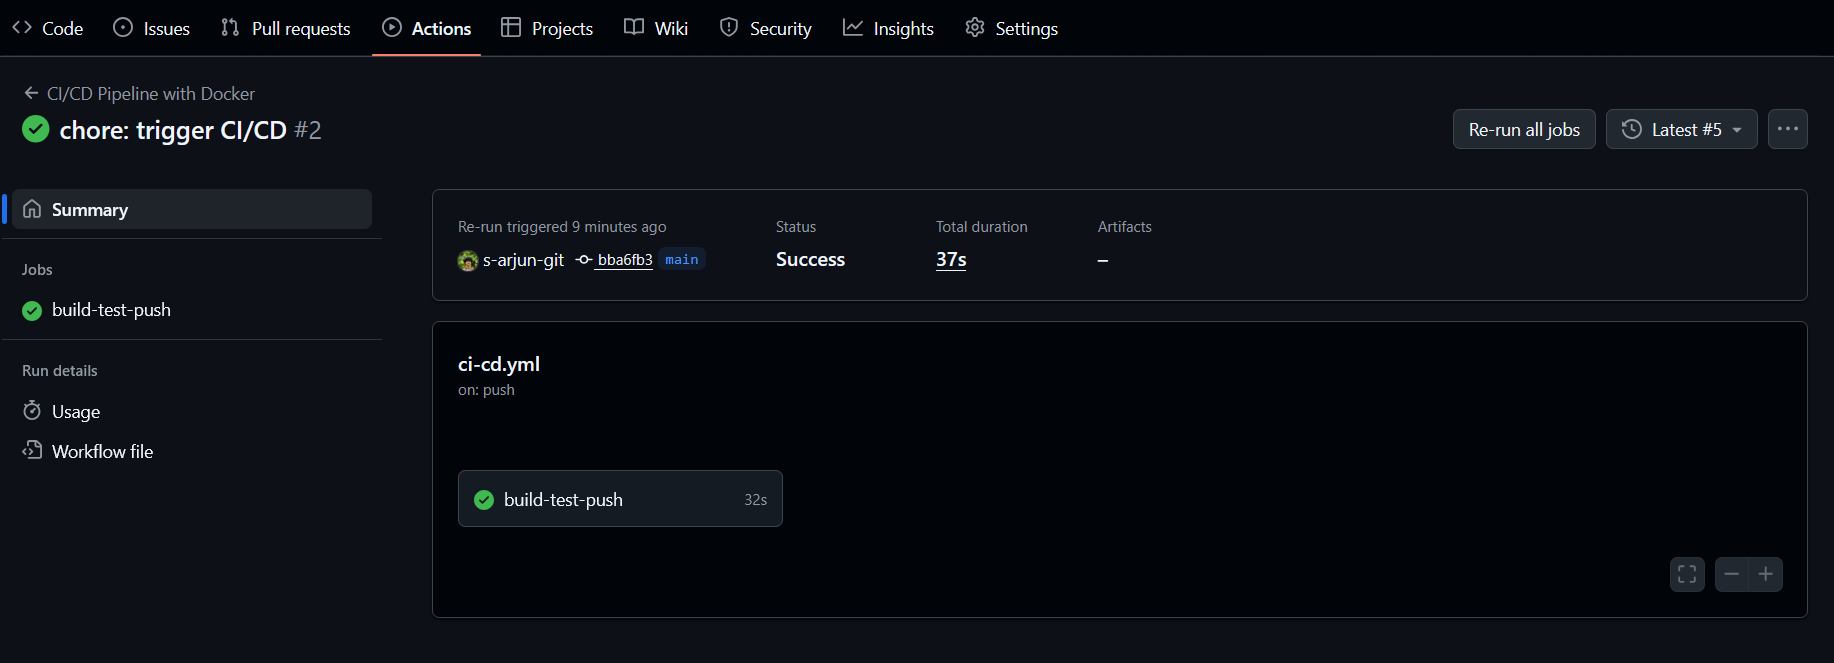 Code Issues Pull requests Actions Projects Wiki Security Insights Settings
CI/CD Pipeline with Docker
chore: trigger CI/CD #2
Re-run all jobs Latest #5
Summary
Jobs
build-test-push
Run details
Usage
Workflow file
Re-run triggered 9 minutes ago Status Total duration Artifacts
s-arjun-git bba6fb3 main Success 37s –
ci-cd.yml
on: push
build-test-push 32s